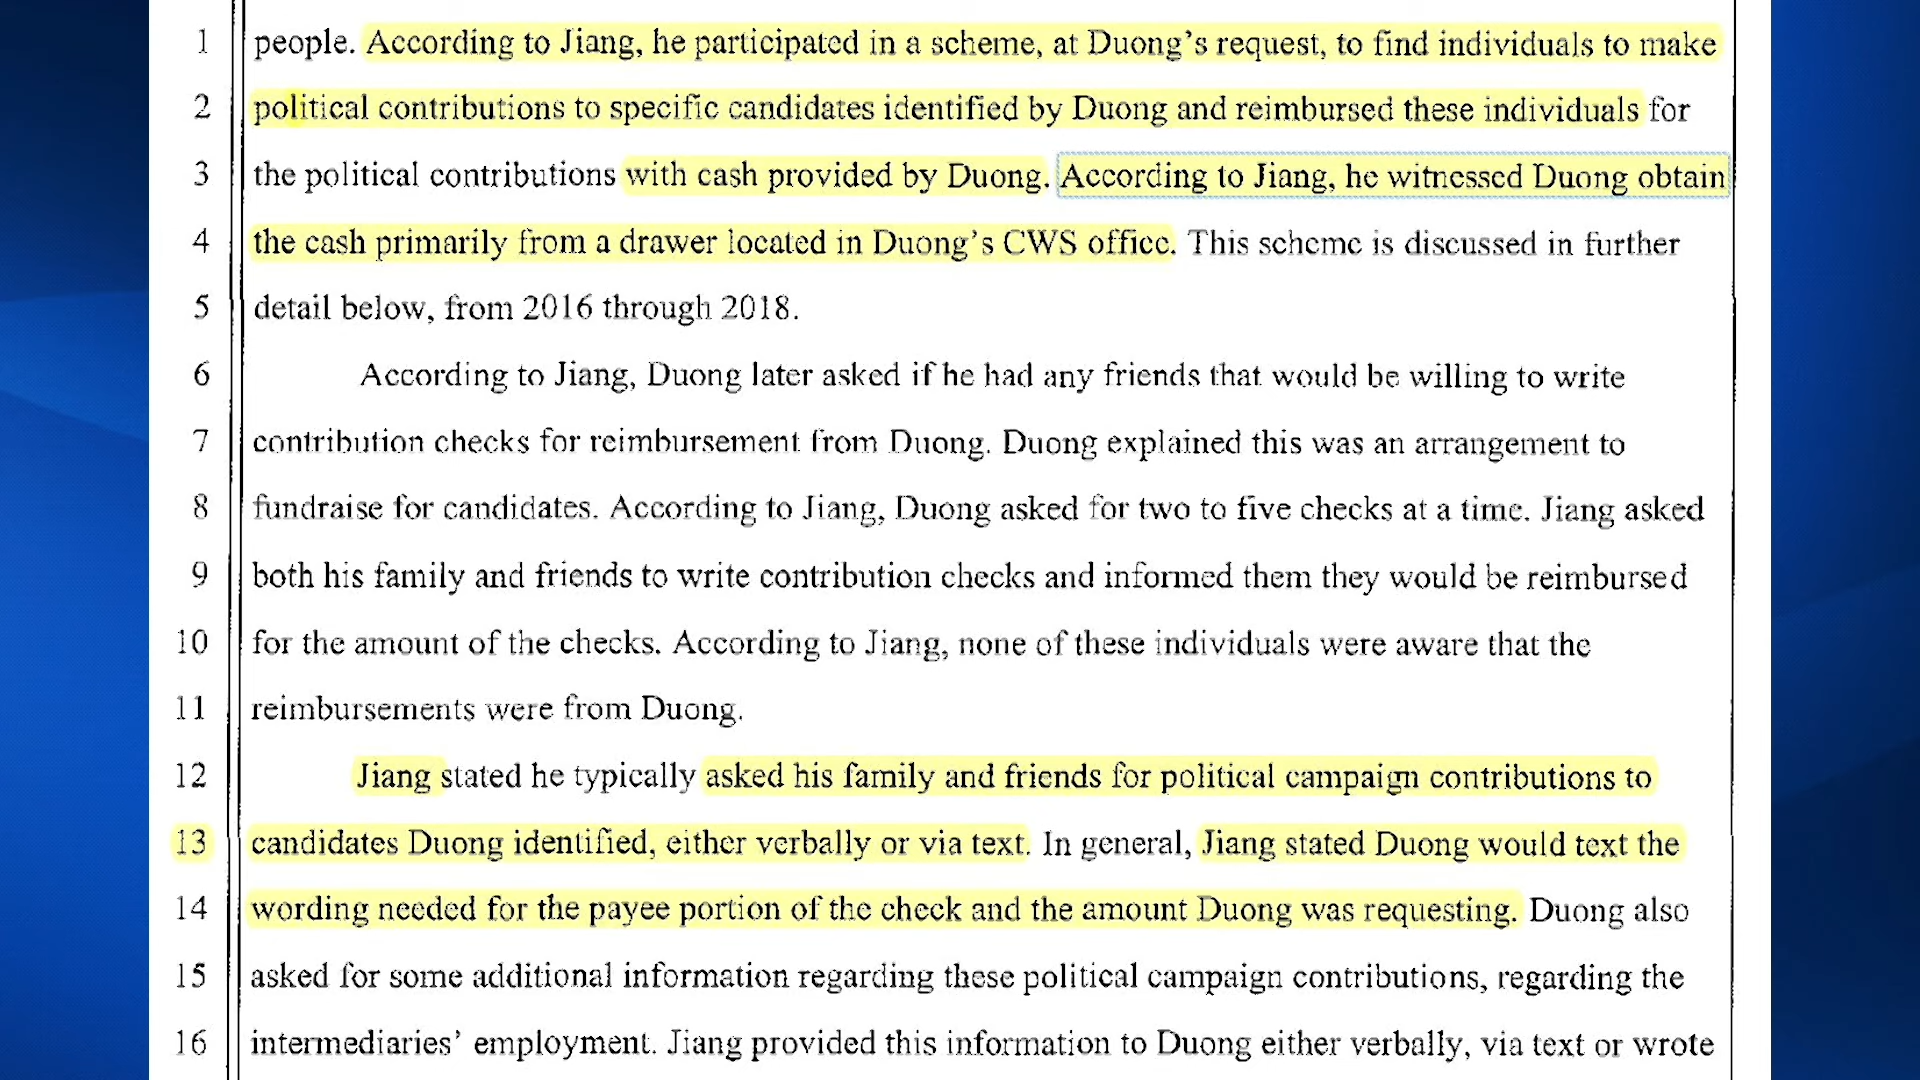 1 people. According to Jiang, he participated in a scheme, at Duong's request, to find individuals to make
2 political contributions to specific candidates identified by Duong and reimbursed these individuals for
3 the political contributions with cash provided by Duong. According to Jiang, he witnessed Duong obtain
4 the cash primarily from a drawer located in Duong's CWS office. This scheme is discussed in further
5 detail below, from 2016 through 2018.
6 According to Jiang, Duong later asked if he had any friends that would be willing to write
7 contribution checks for reimbursement from Duong. Duong explained this was an arrangement to
8 fundraise for candidates. According to Jiang, Duong asked for two to five checks at a time. Jiang asked
9 both his family and friends to write contribution checks and informed them they would be reimbursed
10 for the amount of the checks. According to Jiang, none of these individuals were aware that the
11 reimbursements were from Duong.
12 Jiang stated he typically asked his family and friends for political campaign contributions to
13 candidates Duong identified, either verbally or via text. In general, Jiang stated Duong would text the
14 wording needed for the payee portion of the check and the amount Duong was requesting. Duong also
15 asked for some additional information regarding these political campaign contributions, regarding the
16 intermediaries' employment. Jiang provided this information to Duong either verbally, via text or wrote